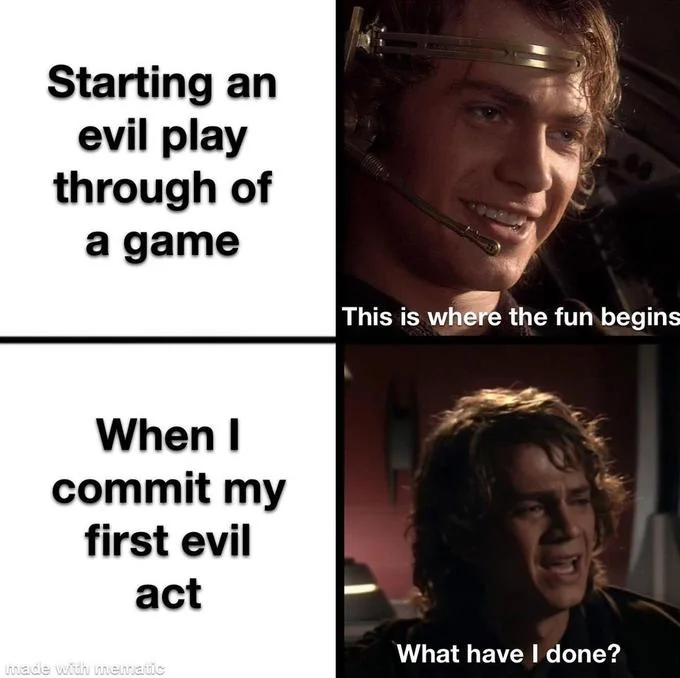 Starting an
evil play
through of
a game
This is where the fun begins
When I
commit my
first evil
act
What have I done?
made with mematic